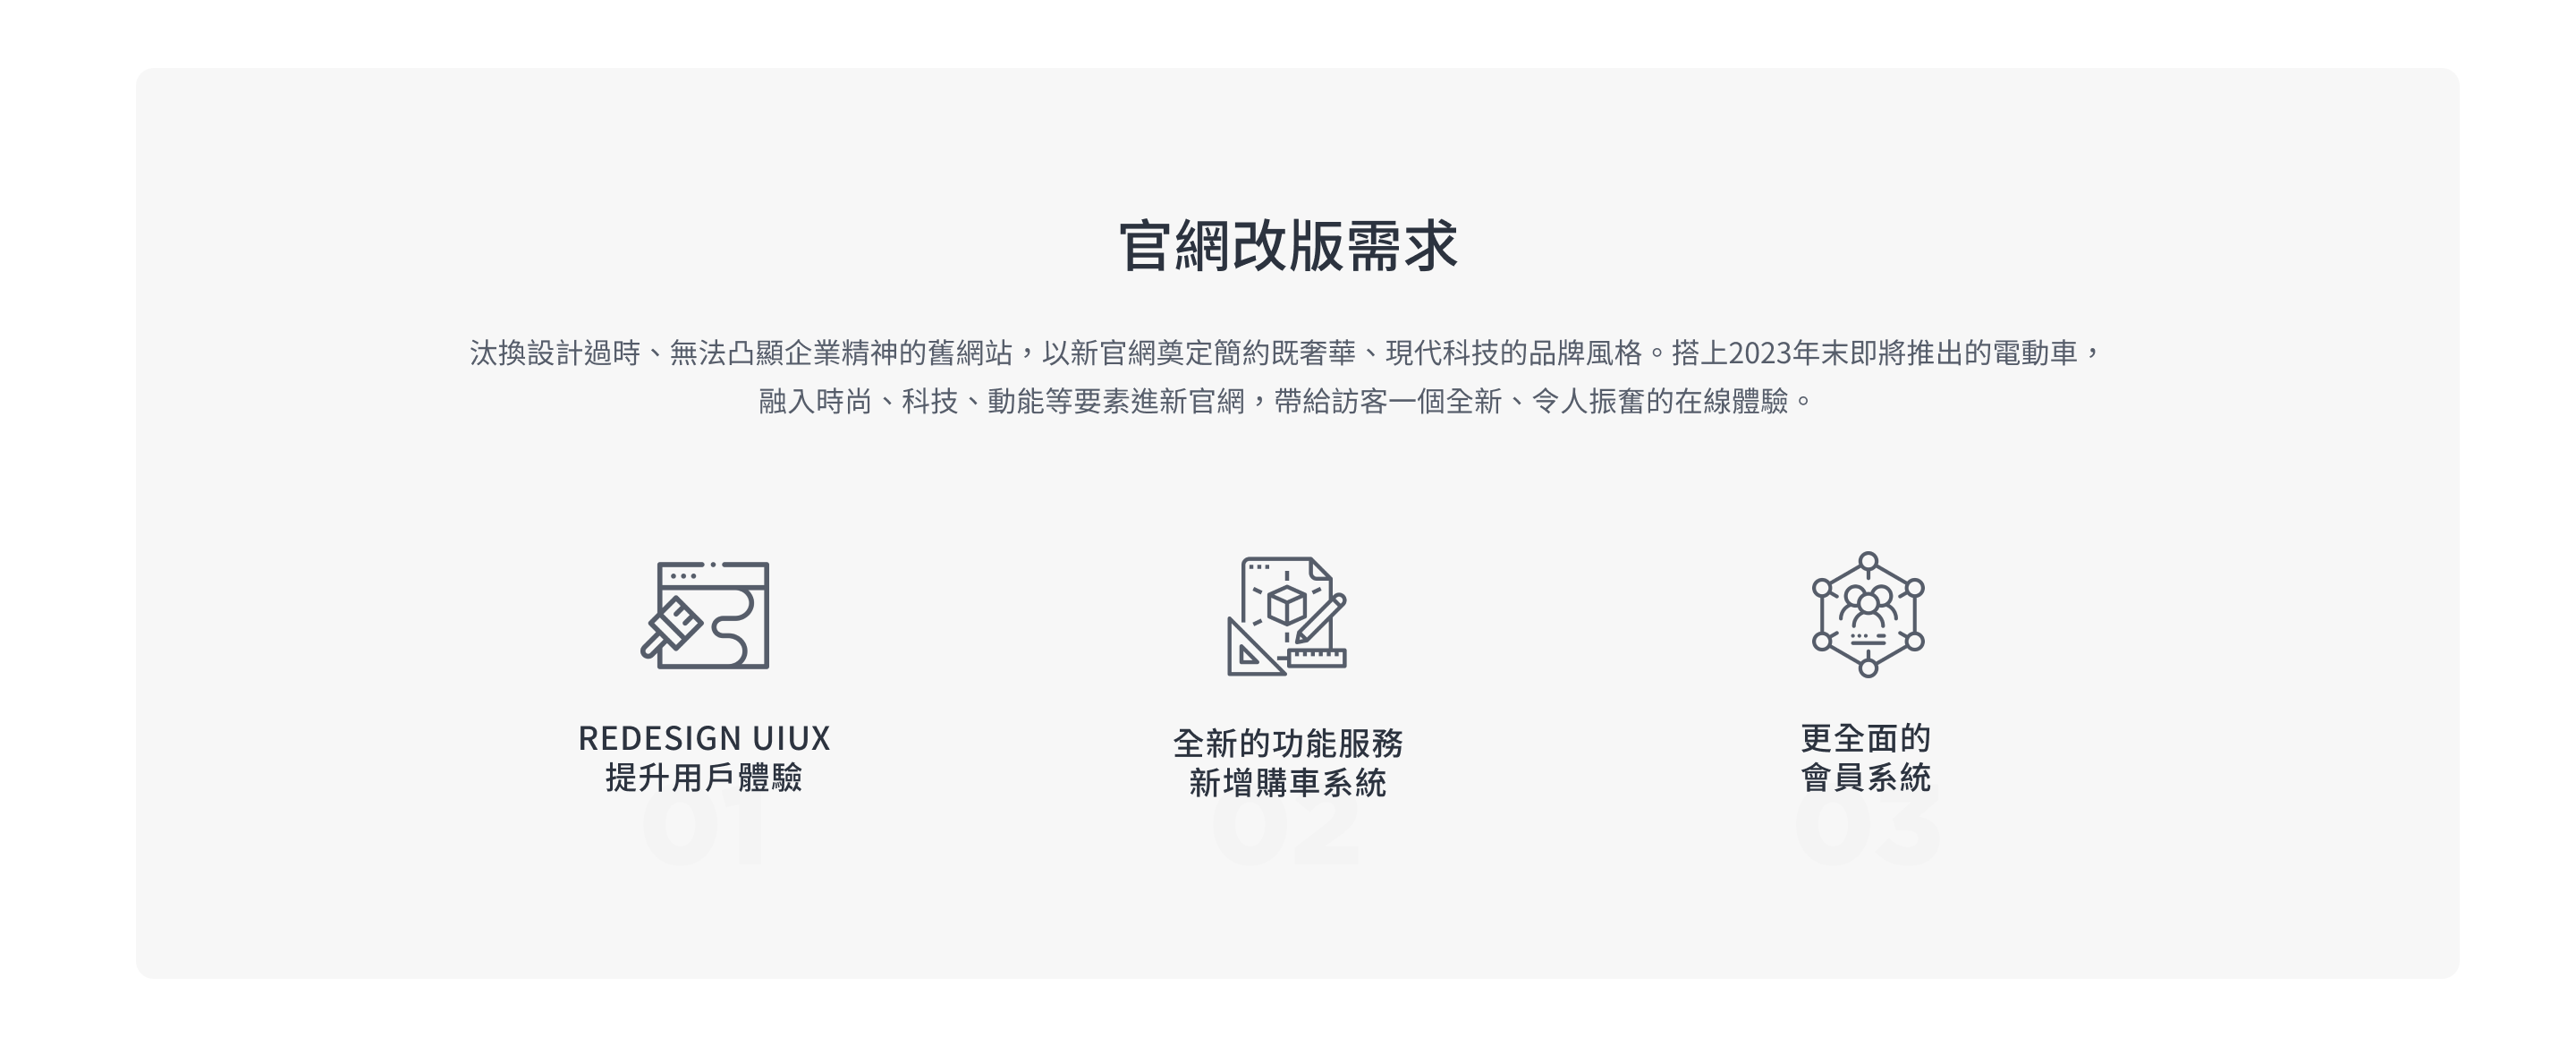 官網改版需求
汰換設計過時、無法凸顯企業精神的舊網站，以新官網奠定簡約既奢華、現代科技的品牌風格。搭上2023年末即將推出的電動車，
融入時尚、科技、動能等要素進新官網，帶給訪客一個全新、令人振奮的在線體驗。
REDESIGN UIUX
提升用戶體驗
01
全新的功能服務
新增購車系統
02
更全面的
會員系統
03